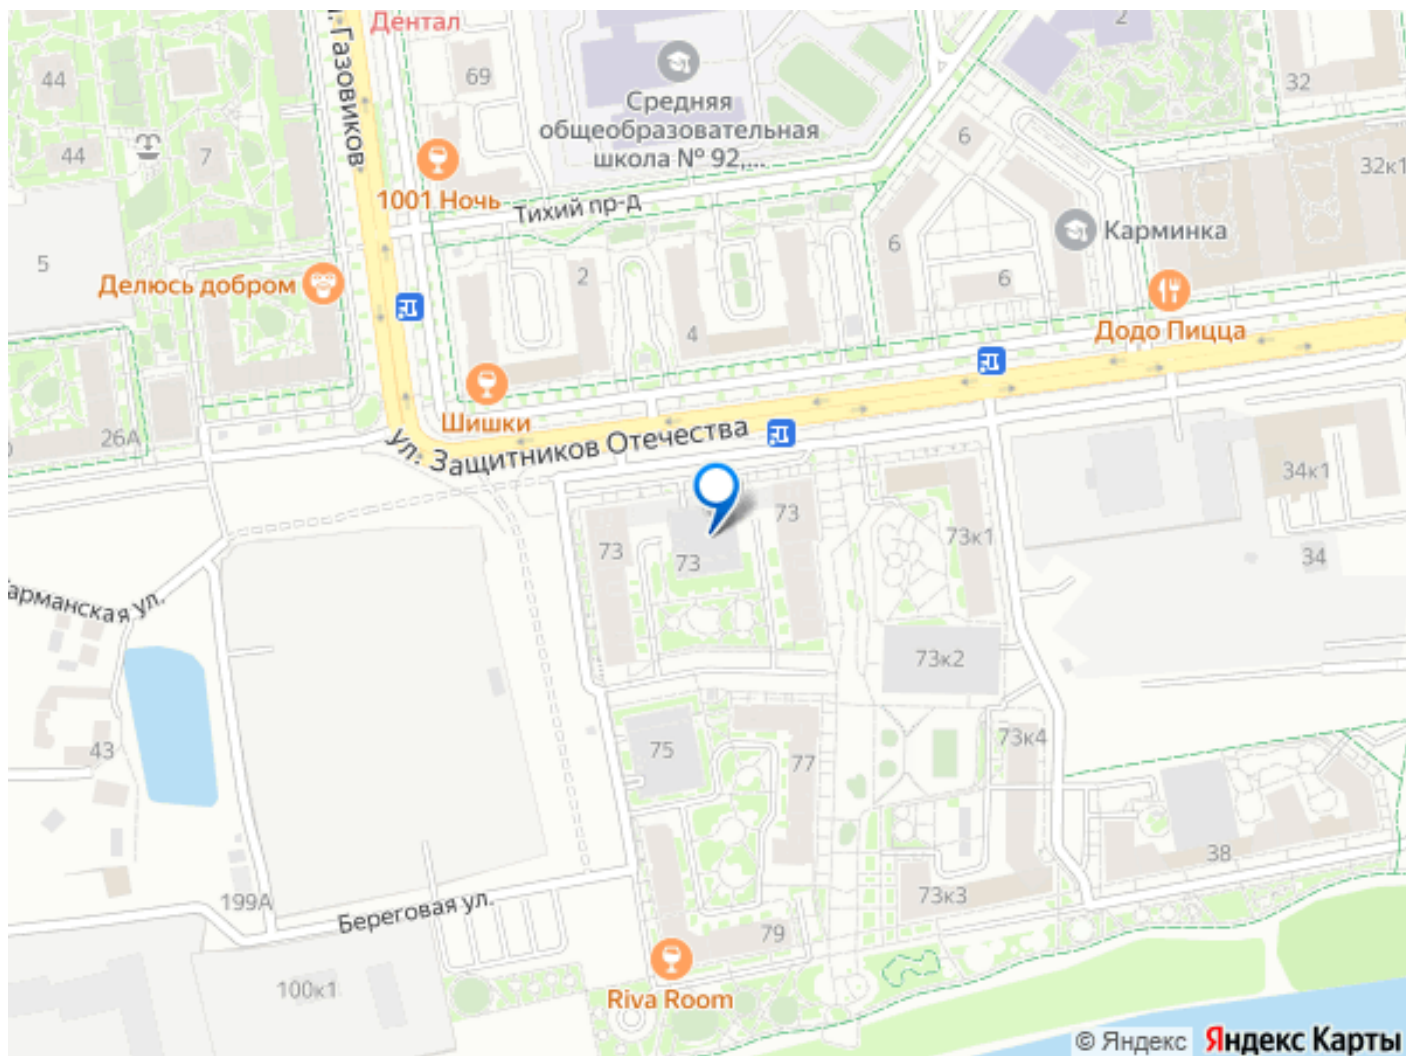 Дентал
2
ул. Газовиков
44
69
32
Средняя
общеобразовательная
школа № 92,...
6
44
7
1001 Ночь
32к1
Тихий пр-д
6
Карминка
5
2
6
Делюсь добром
4
Додо Пицца
Шишки
26А
ул. Защитников Отечества
34к1
73
73
73
73к1
34
арманская ул.
73к2
43
75
77
73к4
38
199А
Береговая ул.
73к3
79
100к1
Riva Room
© Яндекс
Яндекс Карты